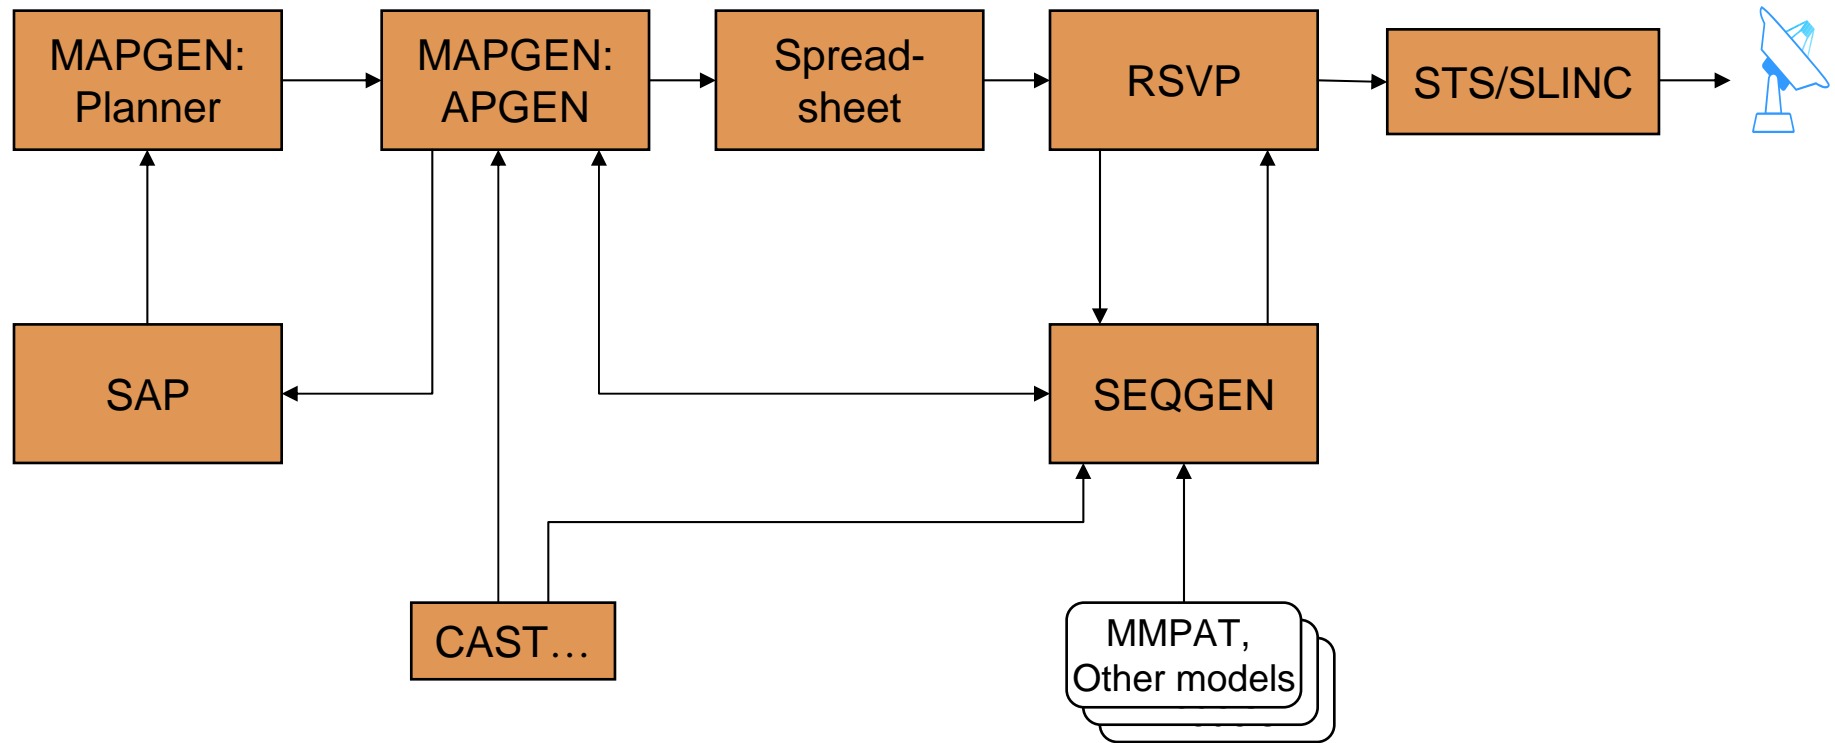 MAPGEN:
Planner
MAPGEN:
APGEN
Spread-
sheet
RSVP
STS/SLINC
SAP
SEQGEN
CAST…
MMPAT,
Other models